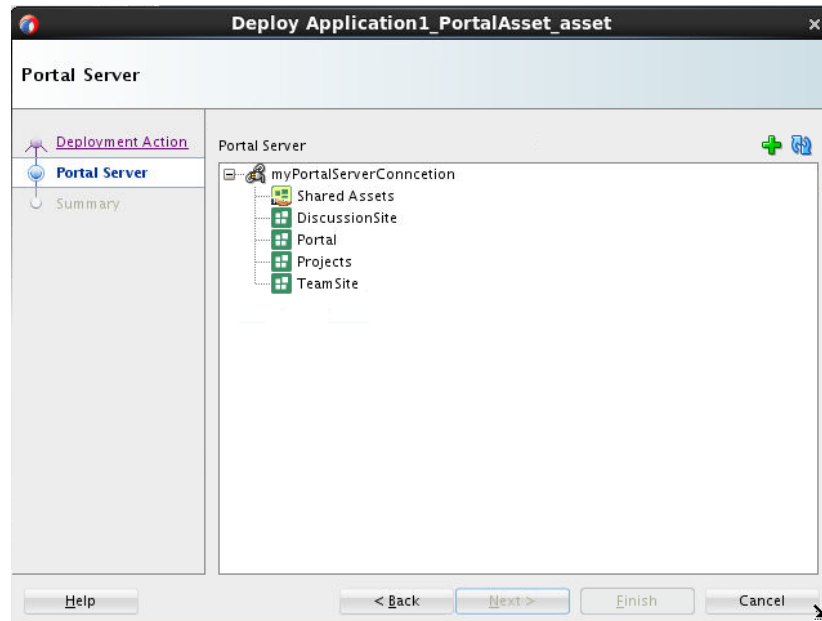 Deploy Application1_PortalAsset_asset
Portal Server
Deployment Action
Portal Server
Summary
Portal Server
myPortalServerConncetion
Shared Assets
DiscussionSite
Portal
Projects
TeamSite
Help
< Back
Next >
Finish
Cancel